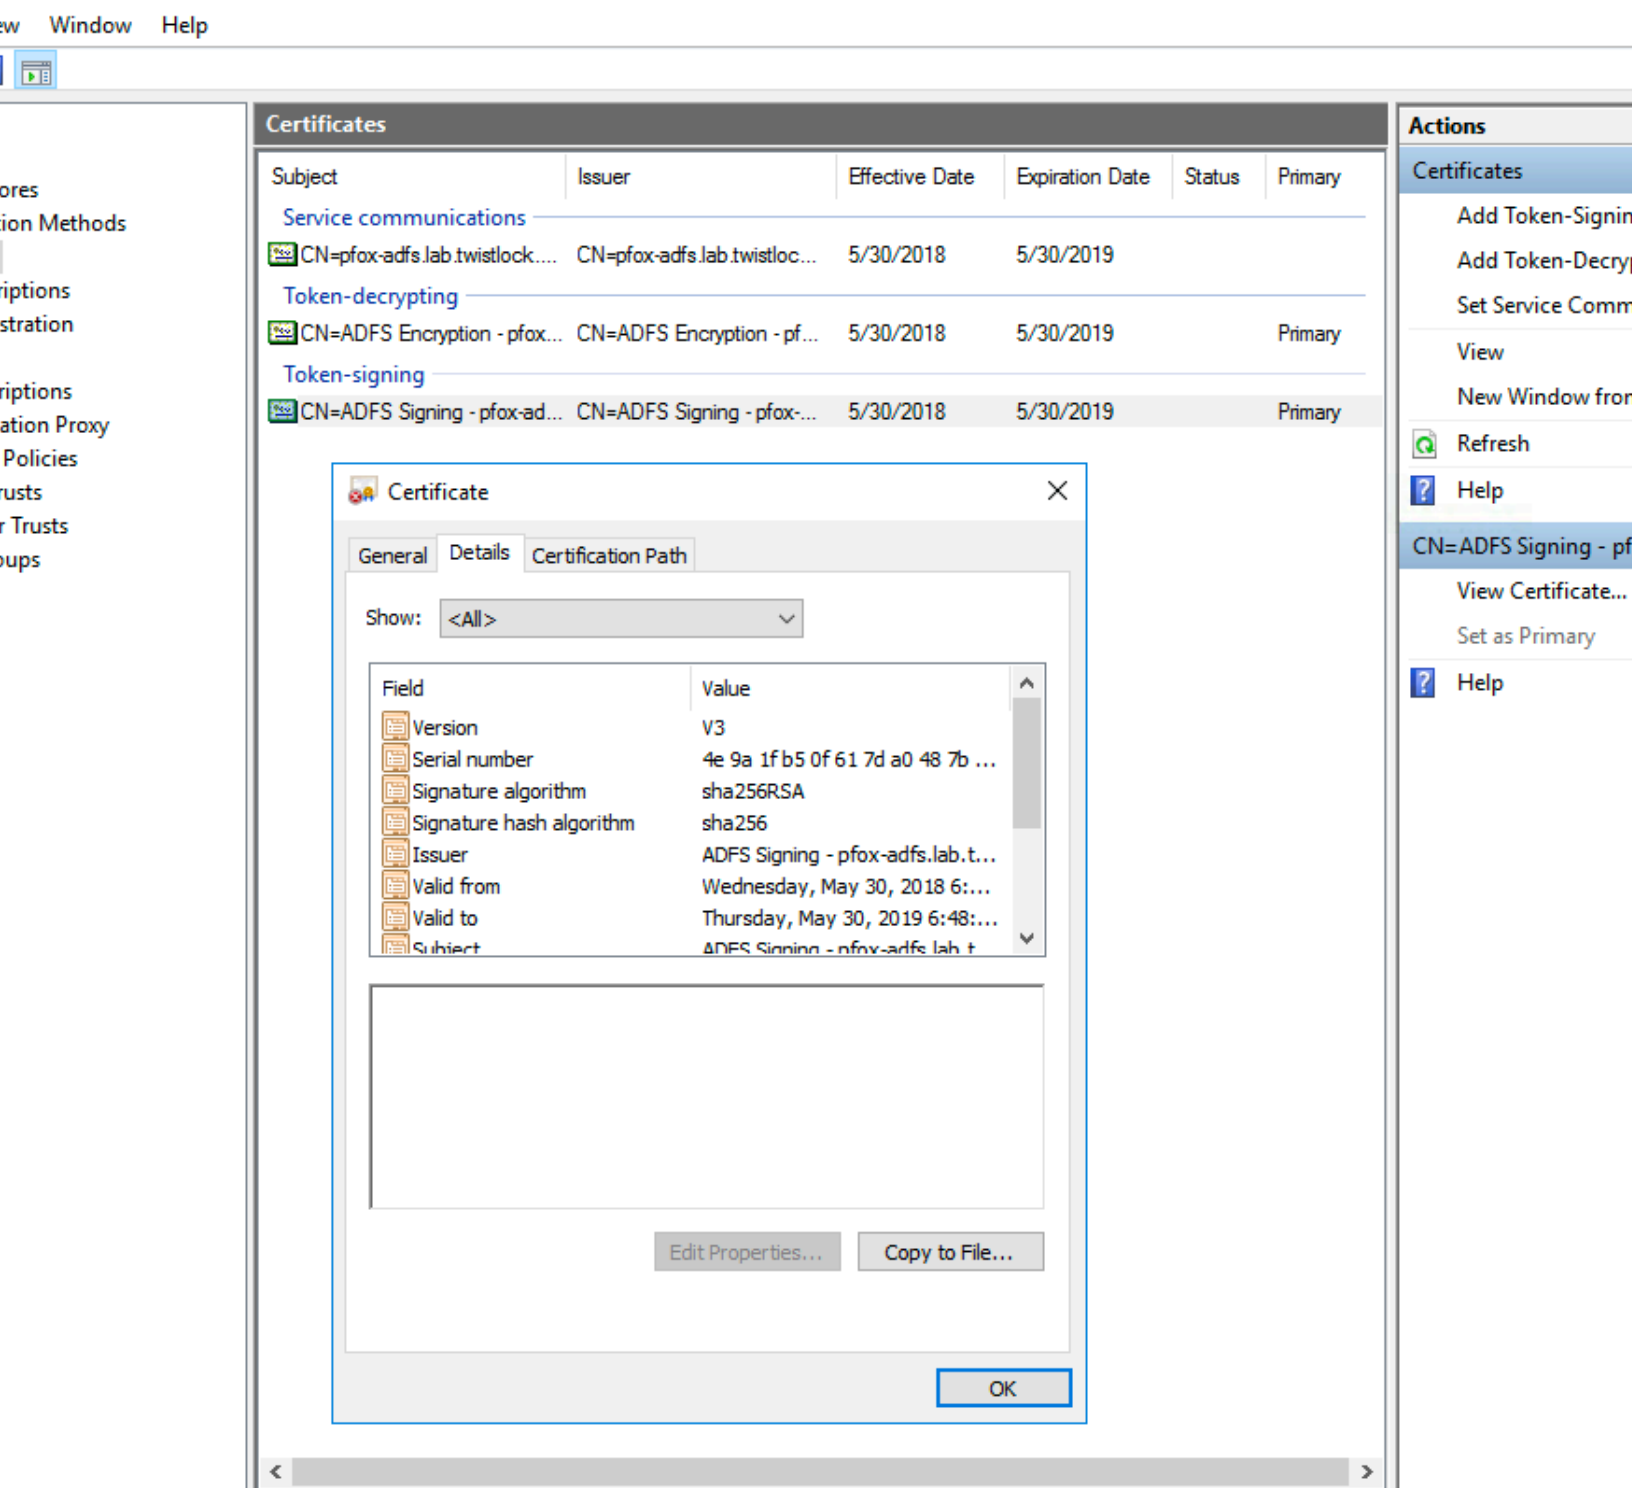 ew Window Help
ores
tion Methods
riptions
stration
riptions
ation Proxy
Policies
rusts
r Trusts
oups
Certificates
Subject Issuer Effective Date Expiration Date Status Primary
Service communications
CN=pfox-adfs.lab.twistlock.... CN=pfox-adfs.lab.twistloc... 5/30/2018 5/30/2019
Token-decrypting
CN=ADFS Encryption - pfox... CN=ADFS Encryption - pf... 5/30/2018 5/30/2019 Primary
Token-signing
CN=ADFS Signing - pfox-ad... CN=ADFS Signing - pfox-... 5/30/2018 5/30/2019 Primary
Certificate
General Details Certification Path
Show: <All>
Field Value
Version V3
Serial number 4e 9a 1f b5 0f 61 7d a0 48 7b ...
Signature algorithm sha256RSA
Signature hash algorithm sha256
Issuer ADFS Signing - pfox-adfs.lab.t...
Valid from Wednesday, May 30, 2018 6:...
Valid to Thursday, May 30, 2019 6:48:...
Subject ADFS Signing - pfox-adfs.lab.t
Edit Properties...
Copy to File...
OK
Actions
Certificates
Add Token-Signin
Add Token-Decryp
Set Service Comm
View
New Window from
Refresh
Help
CN=ADFS Signing - pf
View Certificate...
Set as Primary
Help